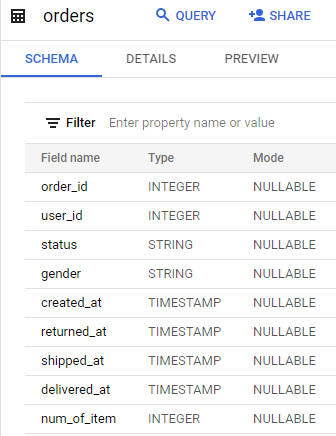 orders QUERY SHARE
SCHEMA DETAILS PREVIEW
Filter Enter property name or value
Field name Type Mode
order_id INTEGER NULLABLE
user_id INTEGER NULLABLE
status STRING NULLABLE
gender STRING NULLABLE
created_at TIMESTAMP NULLABLE
returned_at TIMESTAMP NULLABLE
shipped_at TIMESTAMP NULLABLE
delivered_at TIMESTAMP NULLABLE
num_of_item INTEGER NULLABLE